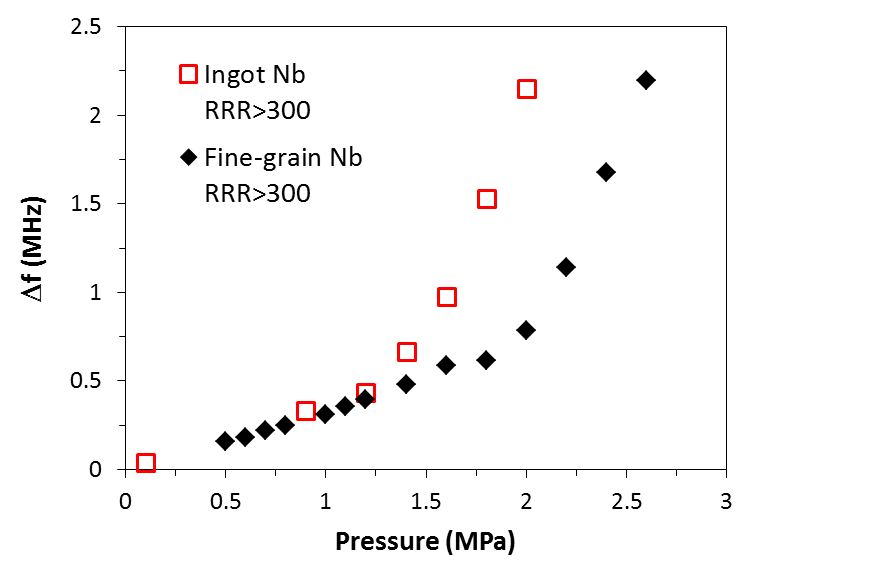 2.5
2
1.5
1
0.5
0
Δf (MHz)
Ingot Nb
RRR>300
Fine-grain Nb
RRR>300
0 0.5 1 1.5 2 2.5 3
Pressure (MPa)